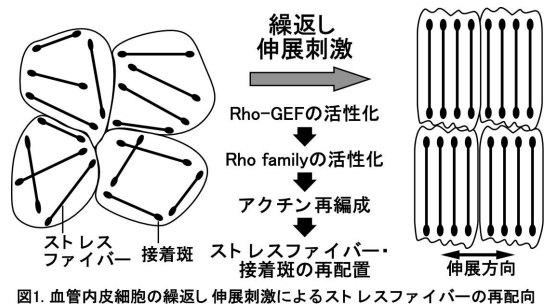 繰返し
伸展刺激
Rho-GEFの活性化
Rho familyの活性化
アクチン再編成
ストレスファイバー・
接着斑の再配置
ストレス
ファイバー
接着斑
伸展方向
図1. 血管内皮細胞の繰返し伸展刺激によるストレスファイバーの再配向